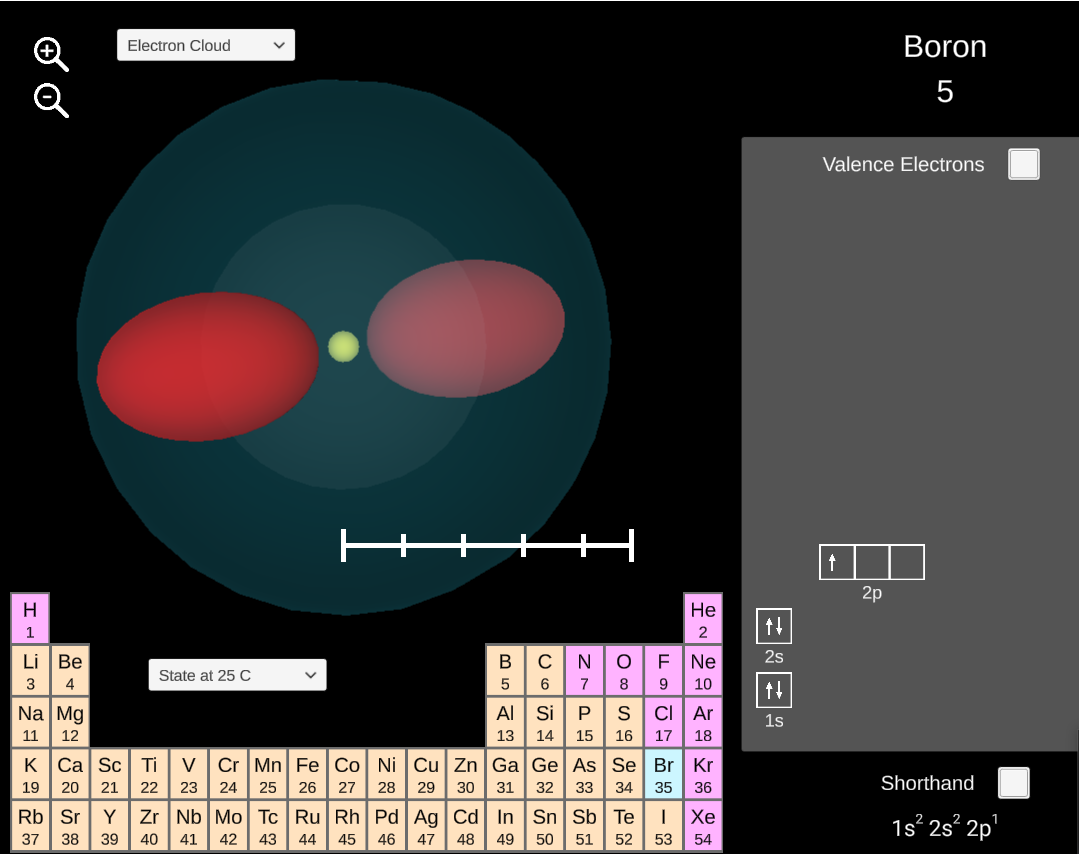 Electron Cloud
Boron
5
Valence Electrons
2p
2s
1s
State at 25 C
H He
1 2
Li Be B C N O F Ne
3 4 5 6 7 8 9 10
Na Mg Al Si P S Cl Ar
11 12 13 14 15 16 17 18
K Ca Sc Ti V Cr Mn Fe Co Ni Cu Zn Ga Ge As Se Br Kr
19 20 21 22 23 24 25 26 27 28 29 30 31 32 33 34 35 36
Rb Sr Y Zr Nb Mo Tc Ru Rh Pd Ag Cd In Sn Sb Te I Xe
37 38 39 40 41 42 43 44 45 46 47 48 49 50 51 52 53 54
Shorthand
1s² 2s² 2p¹